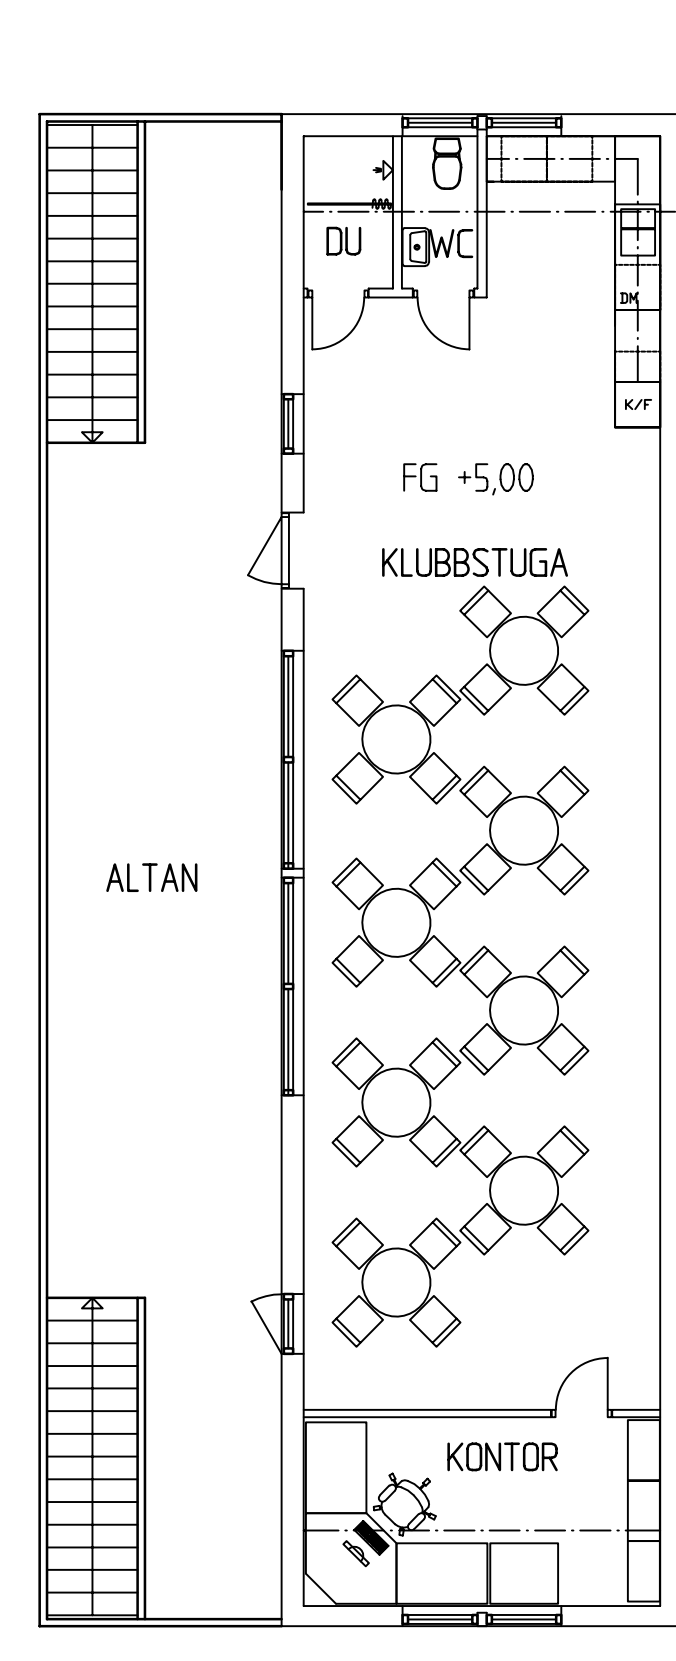 DU
WC
DM
K/F
FG +5,00
KLUBBSTUGA
ALTAN
KONTOR